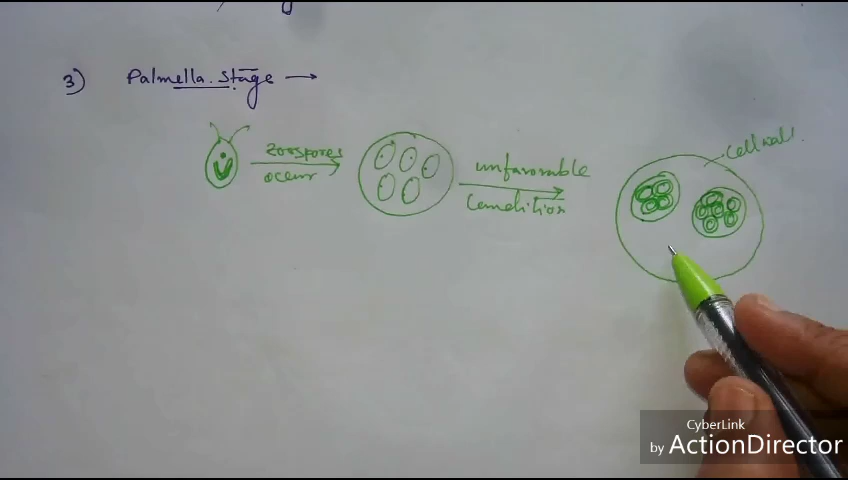 3) Palmella stage →
zoospores
occur
unfavorable
Condition
cell wall
CyberLink
by ActionDirector